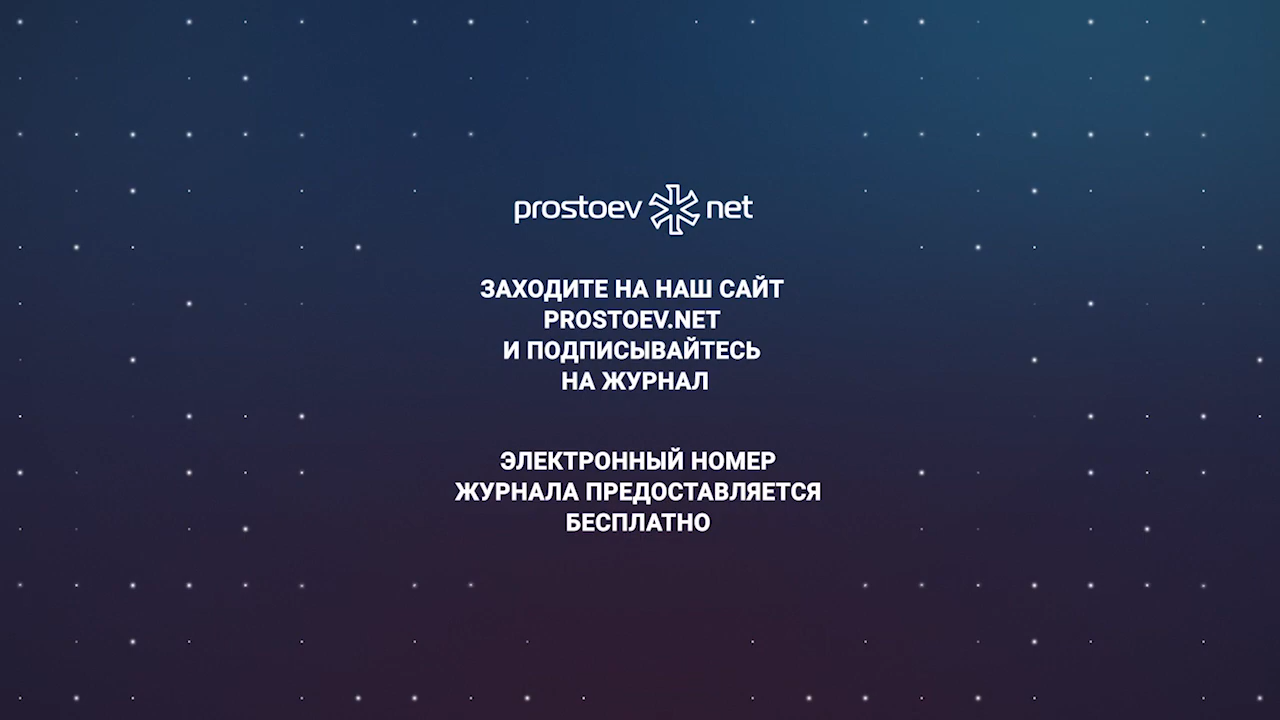 prostoev net
ЗАХОДИТЕ НА НАШ САЙТ
PROSTOEV.NET
И ПОДПИСЫВАЙТЕСЬ
НА ЖУРНАЛ
ЭЛЕКТРОННЫЙ НОМЕР
ЖУРНАЛА ПРЕДОСТАВЛЯЕТСЯ
БЕСПЛАТНО